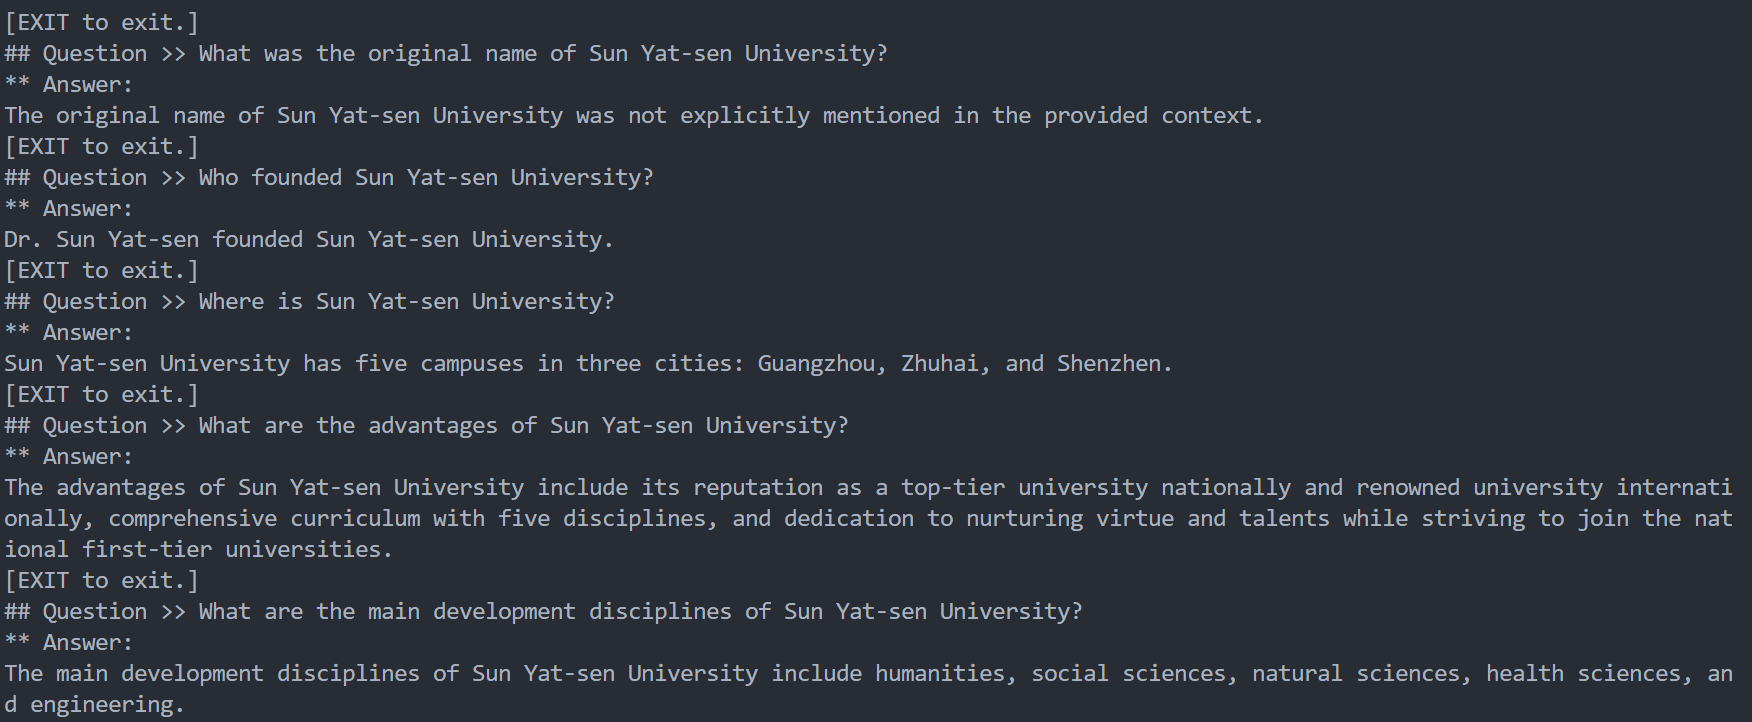 [EXIT to exit.]
## Question >> What was the original name of Sun Yat-sen University?
** Answer:
The original name of Sun Yat-sen University was not explicitly mentioned in the provided context.
[EXIT to exit.]
## Question >> Who founded Sun Yat-sen University?
** Answer:
Dr. Sun Yat-sen founded Sun Yat-sen University.
[EXIT to exit.]
## Question >> Where is Sun Yat-sen University?
** Answer:
Sun Yat-sen University has five campuses in three cities: Guangzhou, Zhuhai, and Shenzhen.
[EXIT to exit.]
## Question >> What are the advantages of Sun Yat-sen University?
** Answer:
The advantages of Sun Yat-sen University include its reputation as a top-tier university nationally and renowned university internati
onally, comprehensive curriculum with five disciplines, and dedication to nurturing virtue and talents while striving to join the nat
ional first-tier universities.
[EXIT to exit.]
## Question >> What are the main development disciplines of Sun Yat-sen University?
** Answer:
The main development disciplines of Sun Yat-sen University include humanities, social sciences, natural sciences, health sciences, an
d engineering.